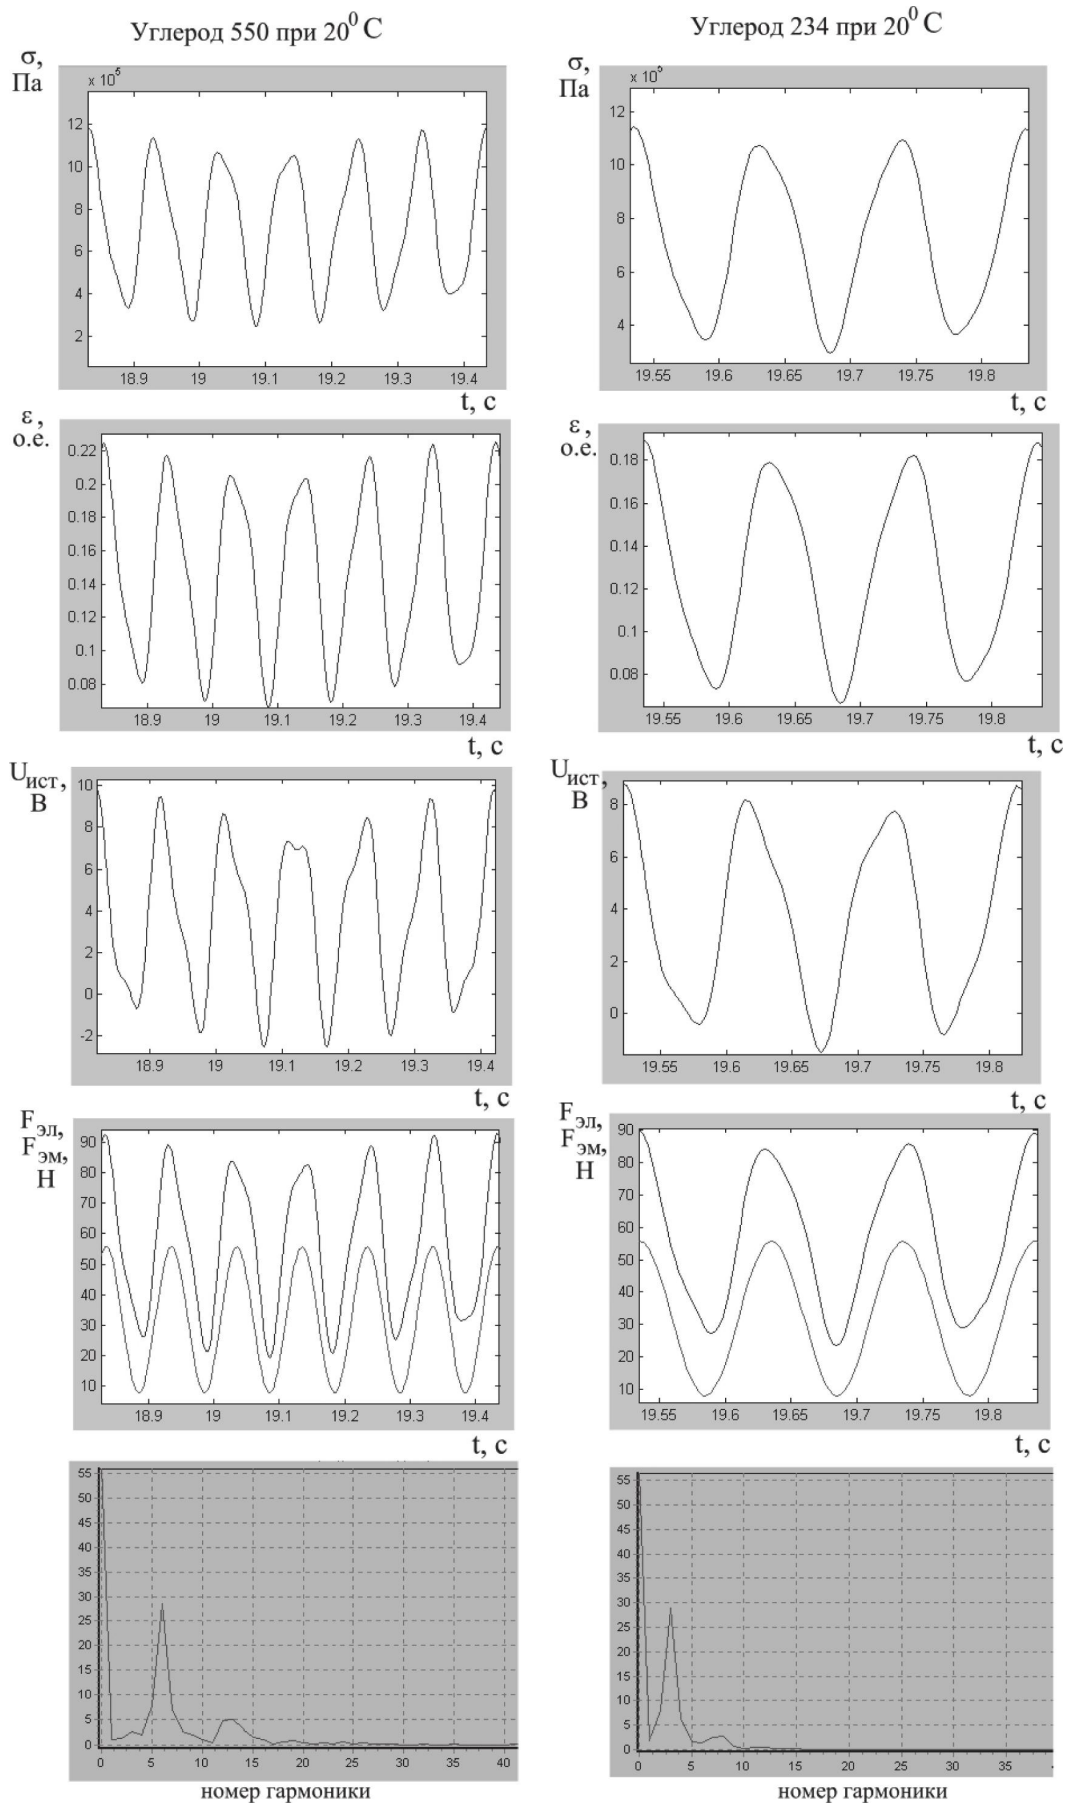 Углерод 550 при 20⁰ С
Углерод 234 при 20⁰ С
σ,
Па
x 10⁵
12
10
8
6
4
2
18.9 19 19.1 19.2 19.3 19.4
t, с
σ,
Па
x 10⁵
12
10
8
6
4
19.55 19.6 19.65 19.7 19.75 19.8
t, с
ε,
о.е.
0.22
0.2
0.18
0.16
0.14
0.12
0.1
0.08
18.9 19 19.1 19.2 19.3 19.4
t, с
ε,
о.е.
0.18
0.16
0.14
0.12
0.1
0.08
19.55 19.6 19.65 19.7 19.75 19.8
t, с
Uист,
В
10
8
6
4
2
0
-2
18.9 19 19.1 19.2 19.3 19.4
t, с
Uист,
В
8
6
4
2
0
19.55 19.6 19.65 19.7 19.75 19.8
t, с
Fэл,
Fэм,
Н
90
80
70
60
50
40
30
20
10
18.9 19 19.1 19.2 19.3 19.4
t, с
Fэл,
Fэм,
Н
90
80
70
60
50
40
30
20
10
19.55 19.6 19.65 19.7 19.75 19.8
t, с
55
50
45
40
35
30
25
20
15
10
5
0
0 5 10 15 20 25 30 35 40
номер гармоники
55
50
45
40
35
30
25
20
15
10
5
0
0 5 10 15 20 25 30 35
номер гармоники